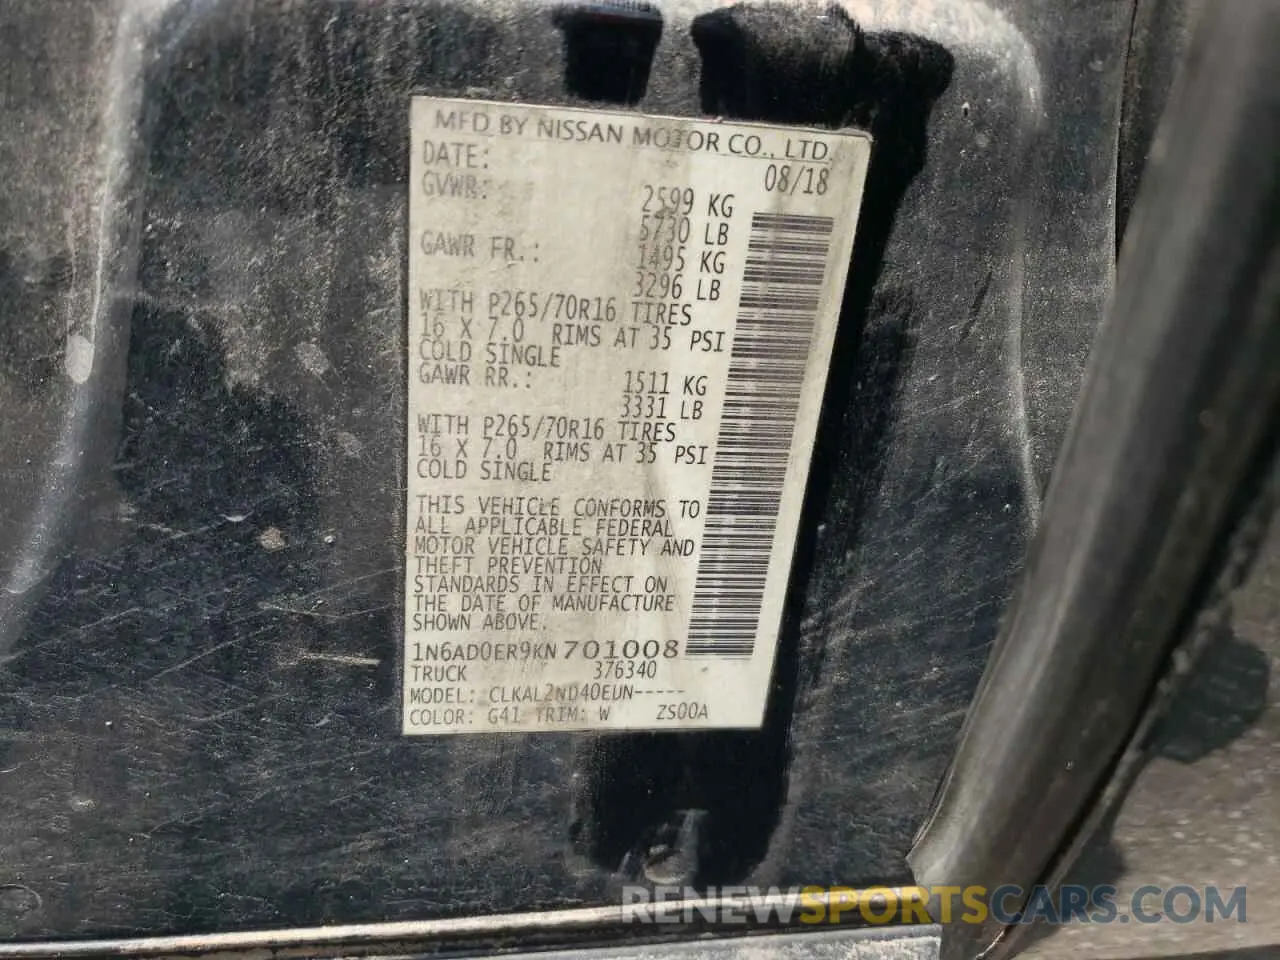 MFD BY NISSAN MOTOR CO., LTD.
DATE: 08/18
GVWR: 2599 KG
5730 LB
GAWR FR.: 1495 KG
3296 LB
WITH P265/70R16 TIRES
16 X 7.0 RIMS AT 35 PSI
COLD SINGLE
GAWR RR.: 1511 KG
3331 LB
WITH P265/70R16 TIRES
16 X 7.0 RIMS AT 35 PSI
COLD SINGLE
THIS VEHICLE CONFORMS TO
ALL APPLICABLE FEDERAL
MOTOR VEHICLE SAFETY AND
THEFT PREVENTION
STANDARDS IN EFFECT ON
THE DATE OF MANUFACTURE
SHOWN ABOVE.
1N6AD0ER9KN701008
TRUCK 376340
MODEL: CLKAL2ND40EUN-----
COLOR: G41 TRIM: W ZS00A
RENEWSPORTSCARS.COM